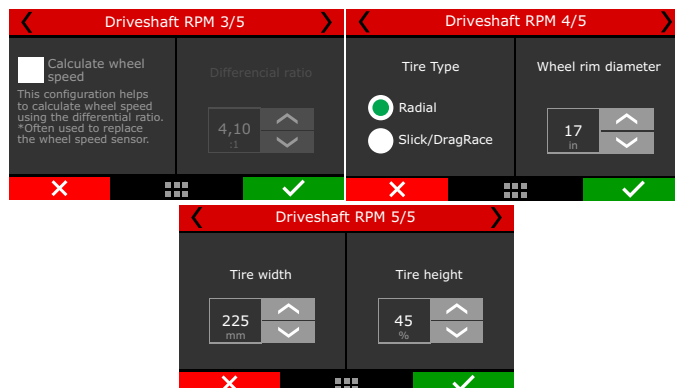 Driveshaft RPM 3/5
Calculate wheel
speed
This configuration helps
to calculate wheel speed
using the differential ratio.
*Often used to replace
the wheel speed sensor.
Differencial ratio
4,10
:1
Driveshaft RPM 4/5
Tire Type
Radial
Slick/DragRace
Wheel rim diameter
17
in
Driveshaft RPM 5/5
Tire width
225
mm
Tire height
45
%